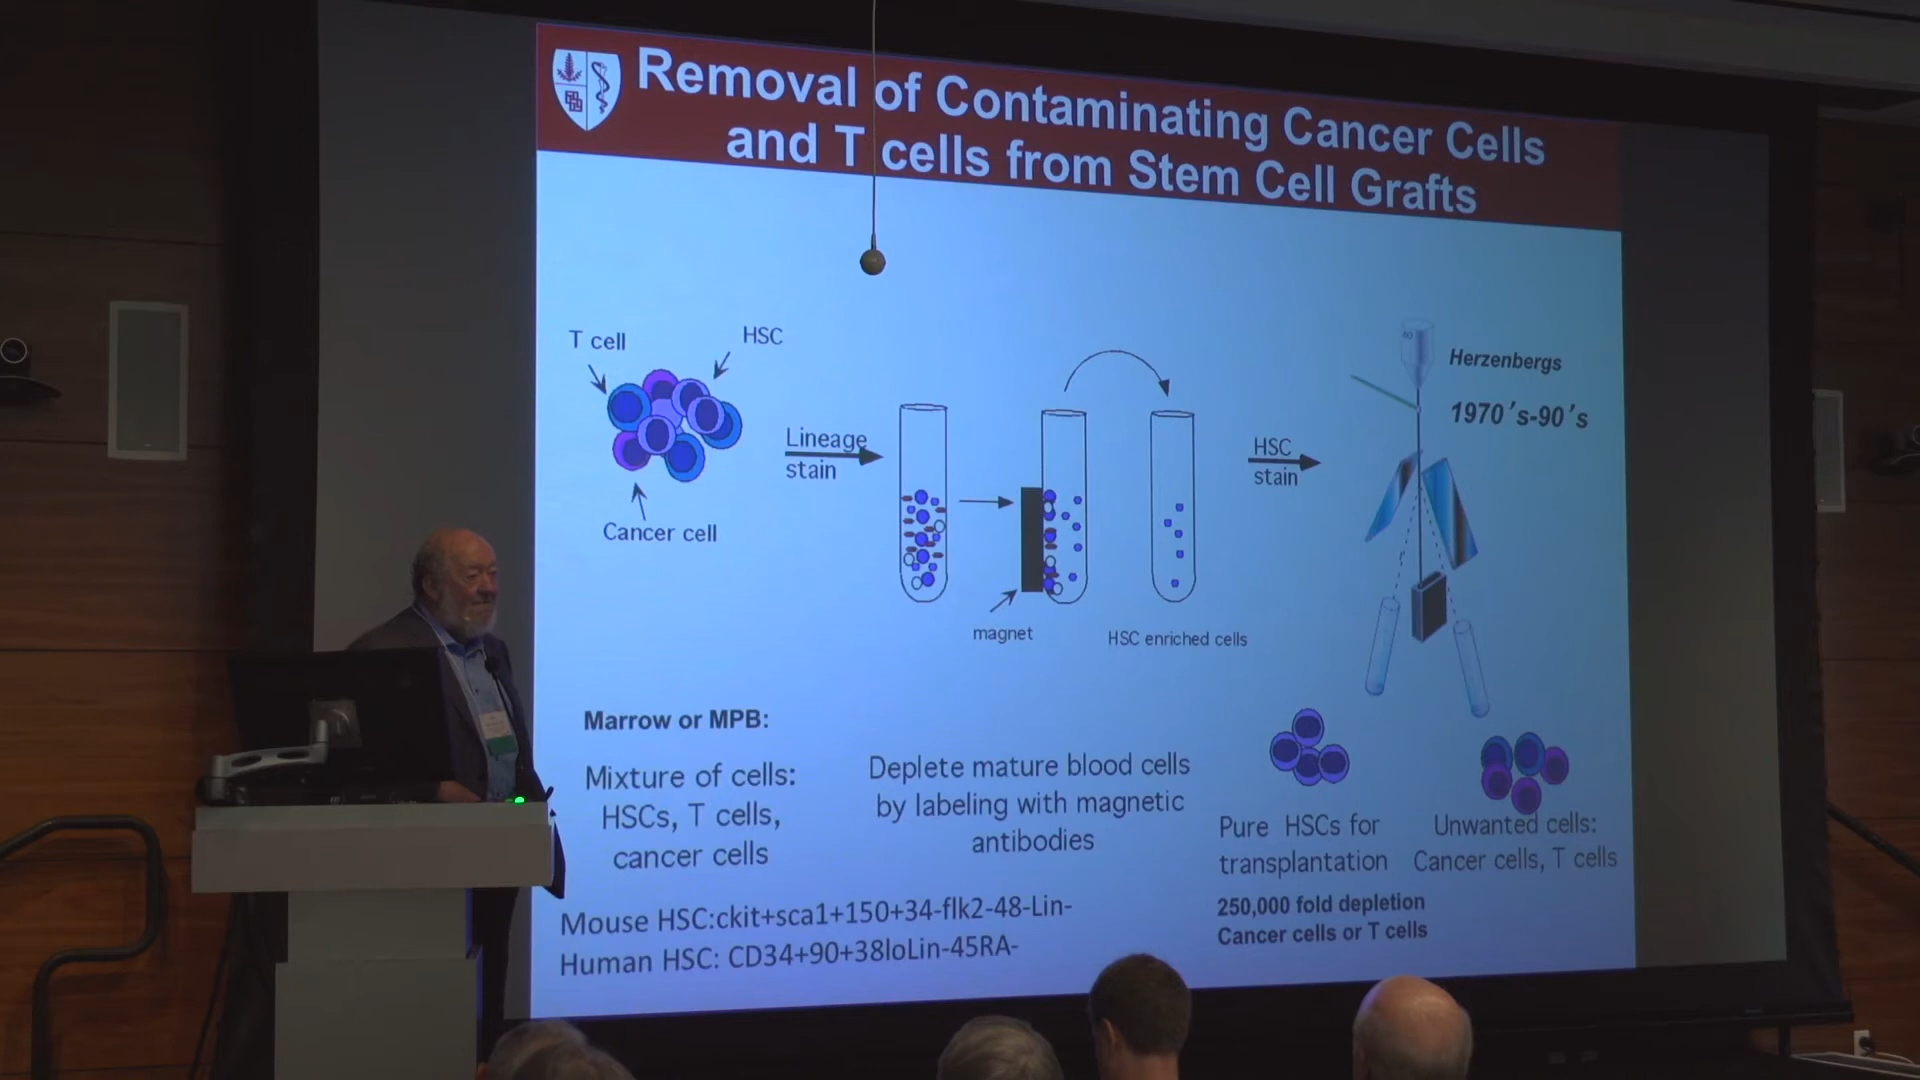 Removal of Contaminating Cancer Cells
and T cells from Stem Cell Grafts
T cell
HSC
Cancer cell
Lineage
stain
magnet
HSC enriched cells
HSC
stain
Herzenbergs
1970's-90's
Marrow or MPB:
Mixture of cells:
HSCs, T cells,
cancer cells
Deplete mature blood cells
by labeling with magnetic
antibodies
Pure HSCs for
transplantation
Unwanted cells:
Cancer cells, T cells
250,000 fold depletion
Cancer cells or T cells
Mouse HSC:ckit+sca1+150+34-flk2-48-Lin-
Human HSC: CD34+90+38loLin-45RA-